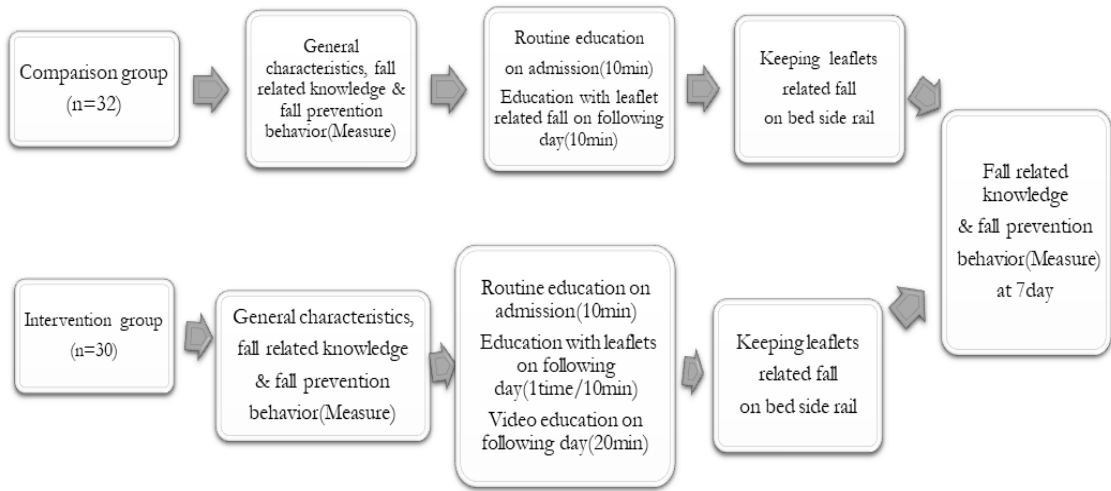 Comparison group
(n=32)
General
characteristics, fall
related knowledge &
fall prevention
behavior(Measure)
Routine education
on admission(10min)
Education with leaflet
related fall on following
day(10min)
Keeping leaflets
related fall
on bed side rail
Fall related
knowledge
& fall prevention
behavior(Measure)
at 7day
Intervention group
(n=30)
General characteristics,
fall related knowledge
& fall prevention
behavior(Measure)
Routine education on
admission(10min)
Education with leaflets
on following
day(1time/10min)
Video education on
following day(20min)
Keeping leaflets
related fall
on bed side rail